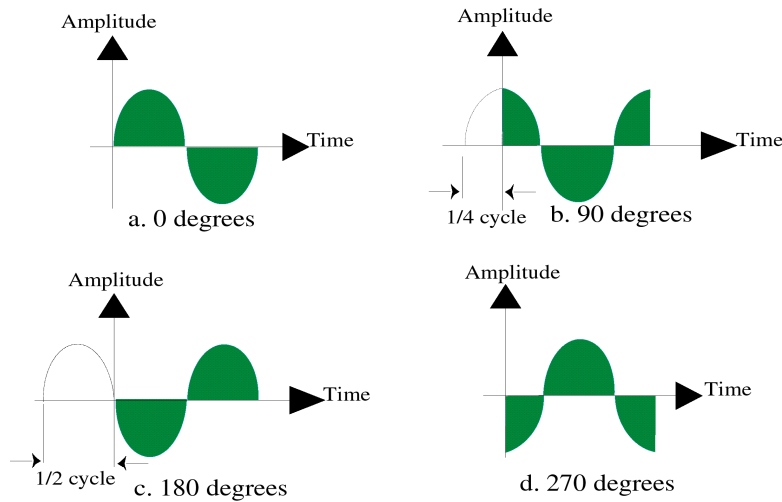 Amplitude
Time
a. 0 degrees
Amplitude
Time
1/4 cycle
b. 90 degrees
Amplitude
Time
1/2 cycle
c. 180 degrees
Amplitude
Time
d. 270 degrees